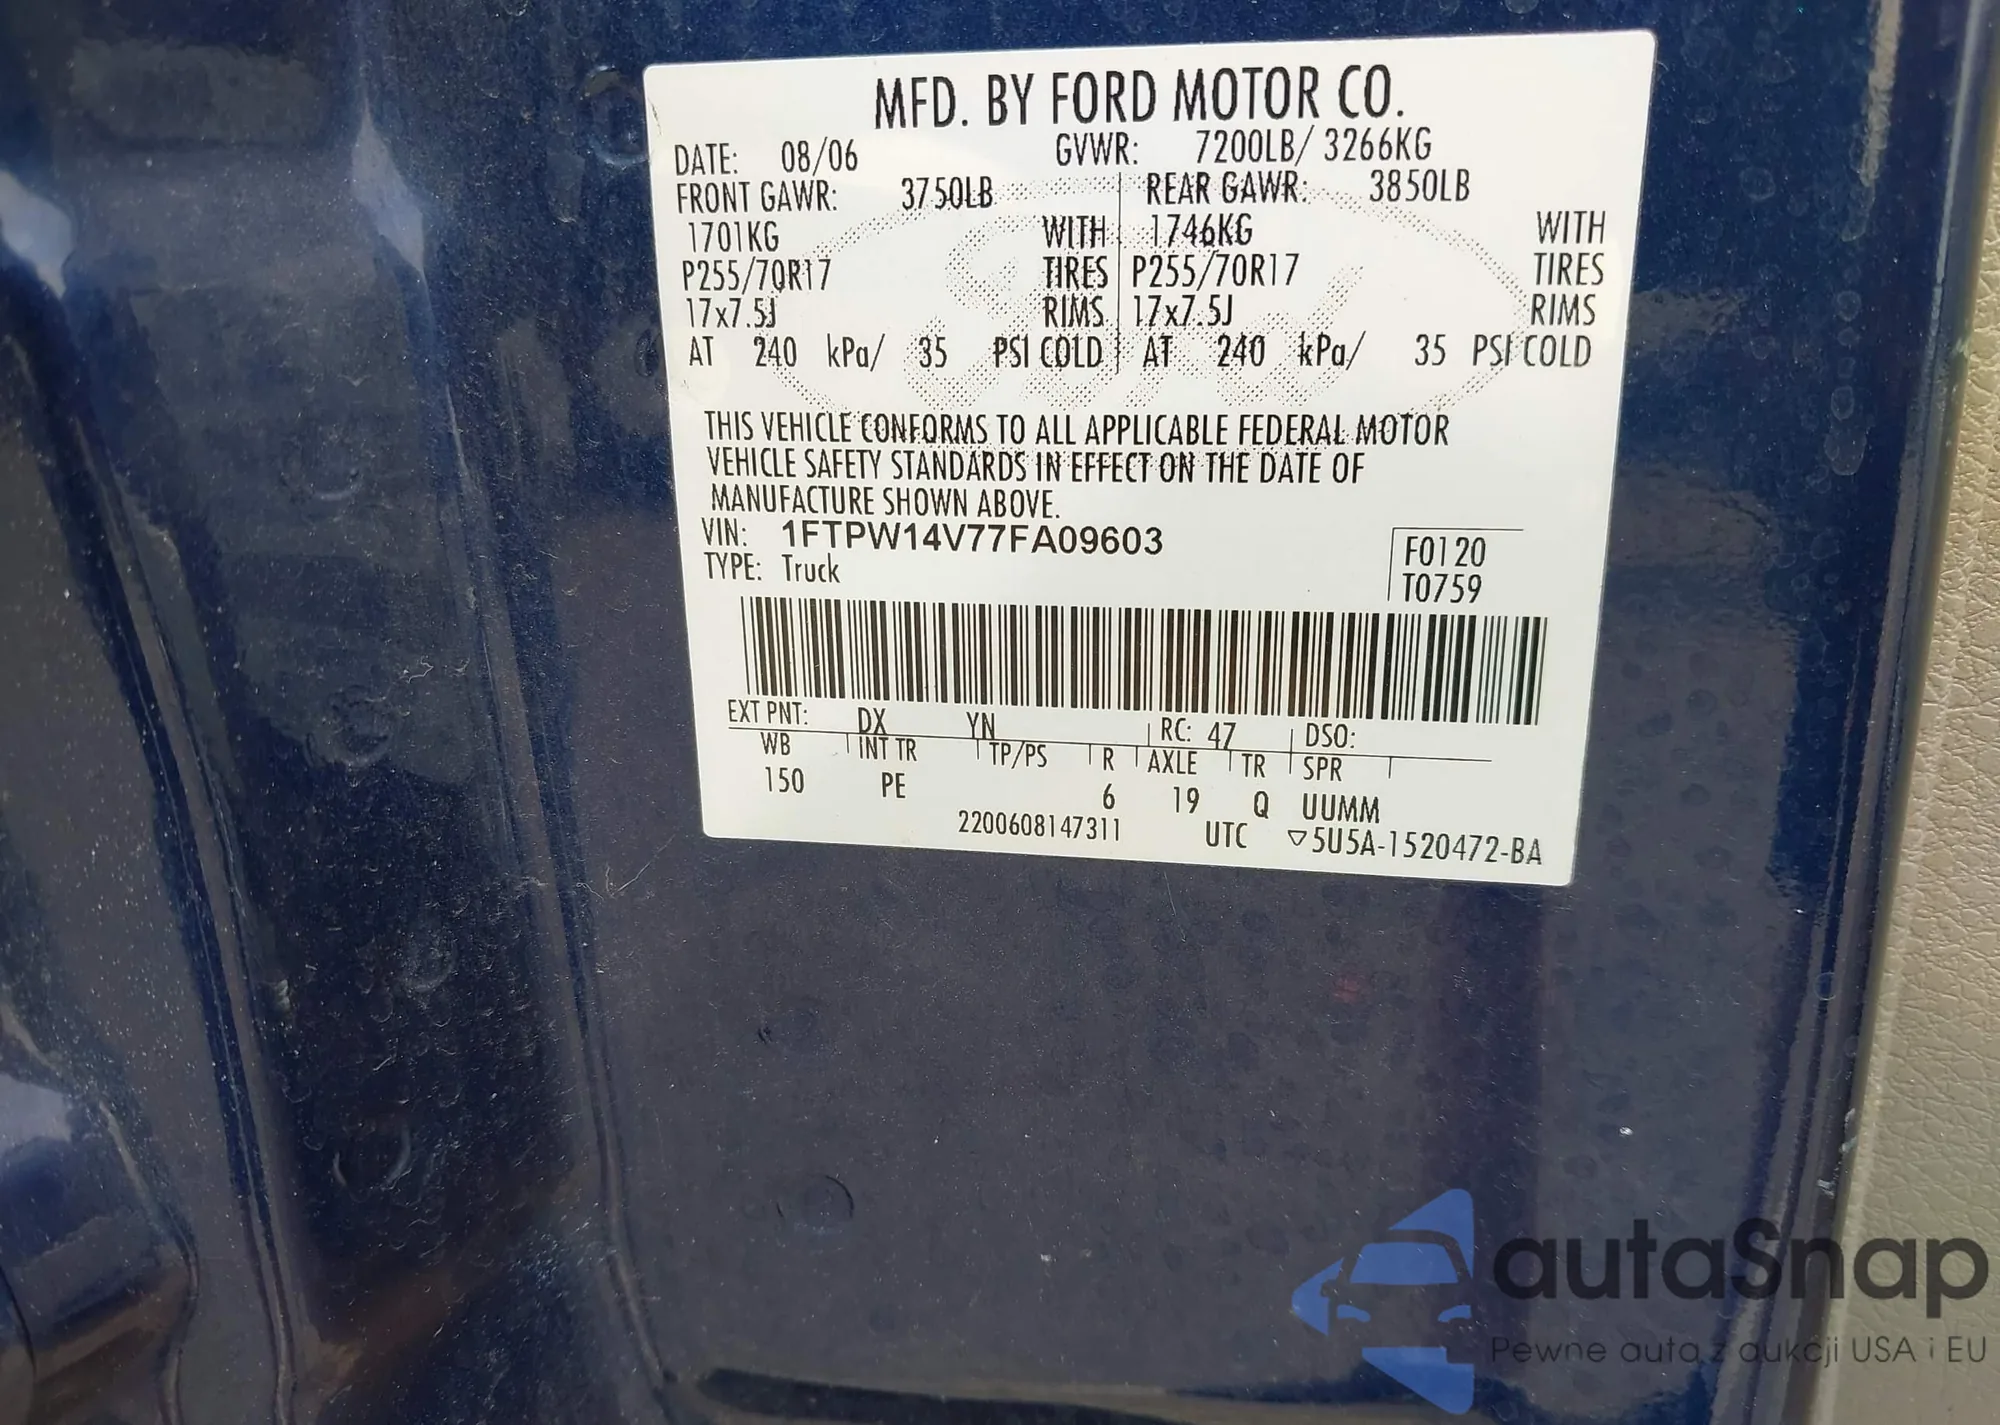 MFD. BY FORD MOTOR CO.
DATE: 08/06 GVWR: 7200LB/ 3266KG
FRONT GAWR: 3750LB REAR GAWR: 3850LB
1701KG WITH 1746KG WITH
P255/70R17 TIRES P255/70R17 TIRES
17x7.5J RIMS 17x7.5J RIMS
AT 240 kPa/ 35 PSI COLD AT 240 kPa/ 35 PSI COLD
THIS VEHICLE CONFORMS TO ALL APPLICABLE FEDERAL MOTOR
VEHICLE SAFETY STANDARDS IN EFFECT ON THE DATE OF
MANUFACTURE SHOWN ABOVE.
VIN: 1FTPW14V77FA09603 F0120
TYPE: Truck T0759
EXT PNT: DX YN RC: 47 DSO:
WB INT TR TP/PS R AXLE TR SPR
150 PE 6 19 Q UUMM
2200608147311 UTC ▽5U5A-1520472-BA
autoSnap
Pewne auta z aukcji USA i EU